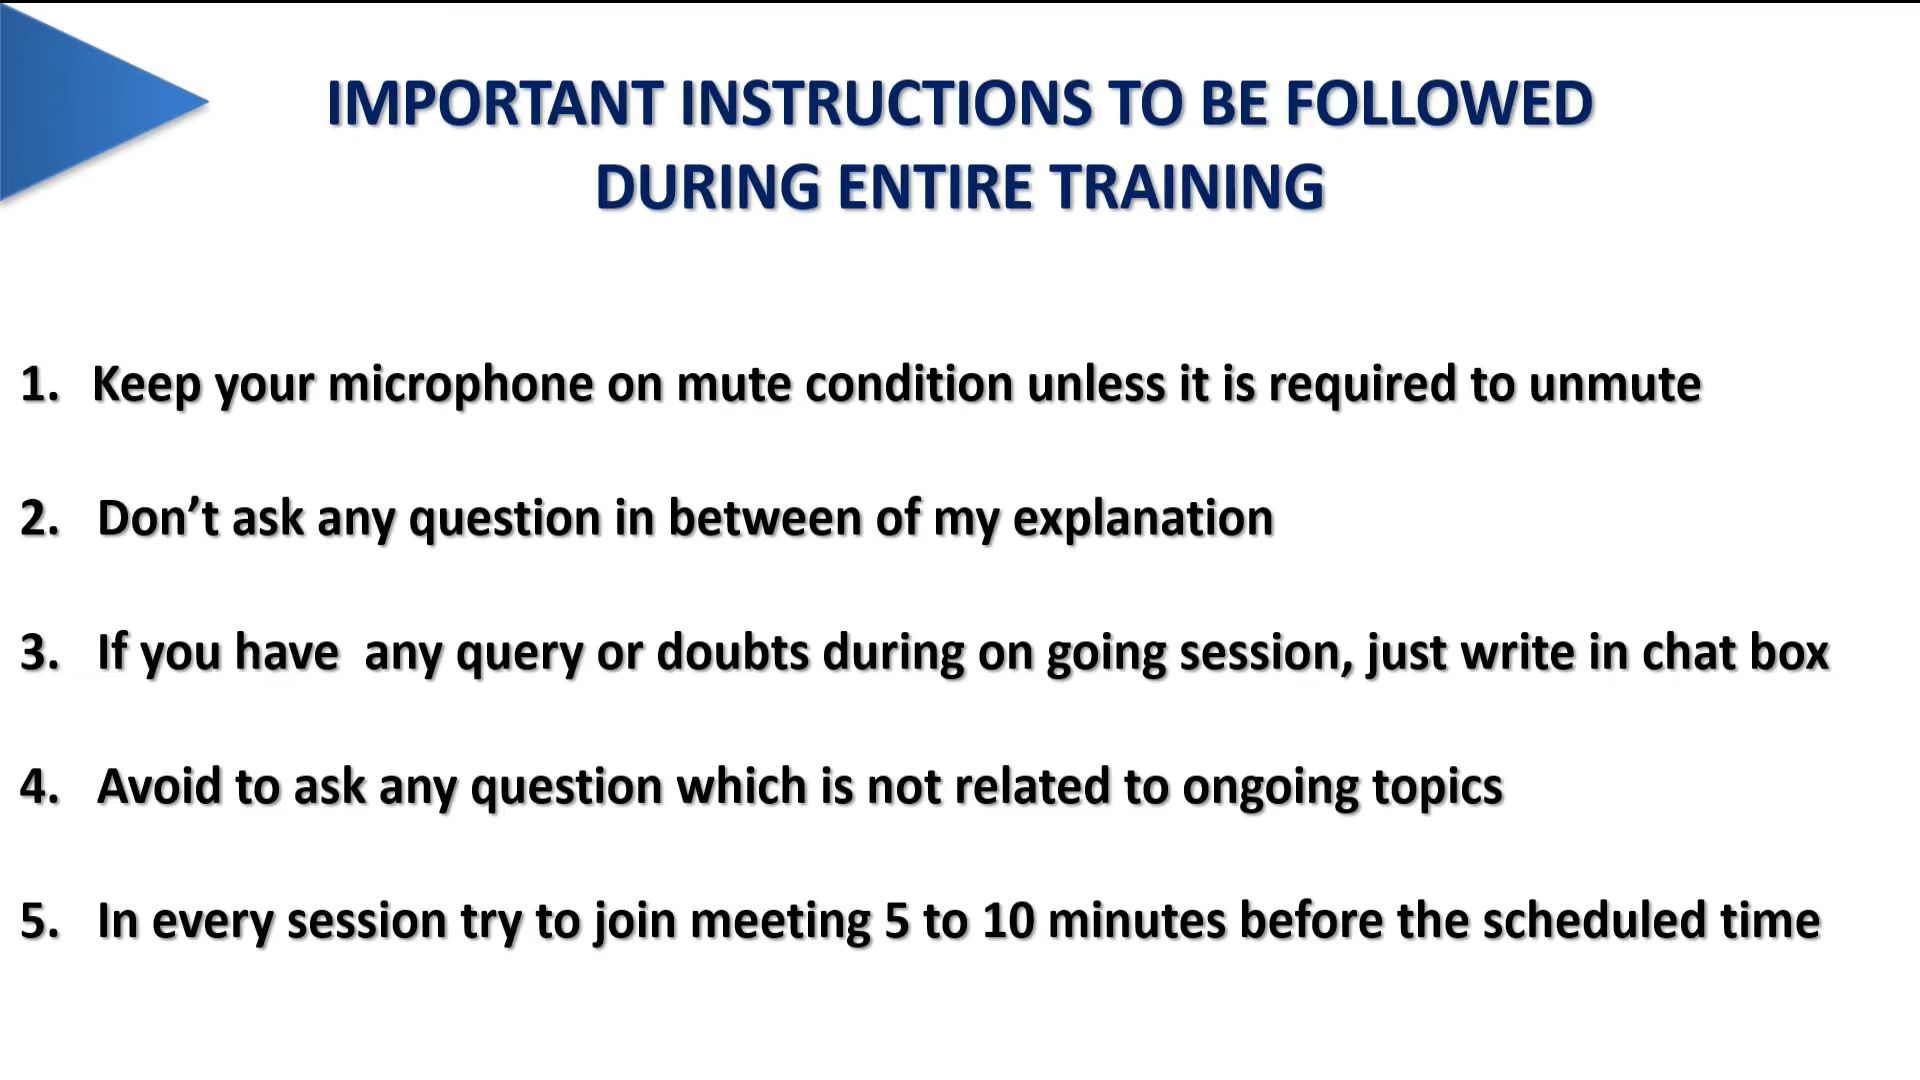 IMPORTANT INSTRUCTIONS TO BE FOLLOWED
DURING ENTIRE TRAINING
1. Keep your microphone on mute condition unless it is required to unmute
2. Don’t ask any question in between of my explanation
3. If you have  any query or doubts during on going session, just write in chat box
4. Avoid to ask any question which is not related to ongoing topics
5. In every session try to join meeting 5 to 10 minutes before the scheduled time